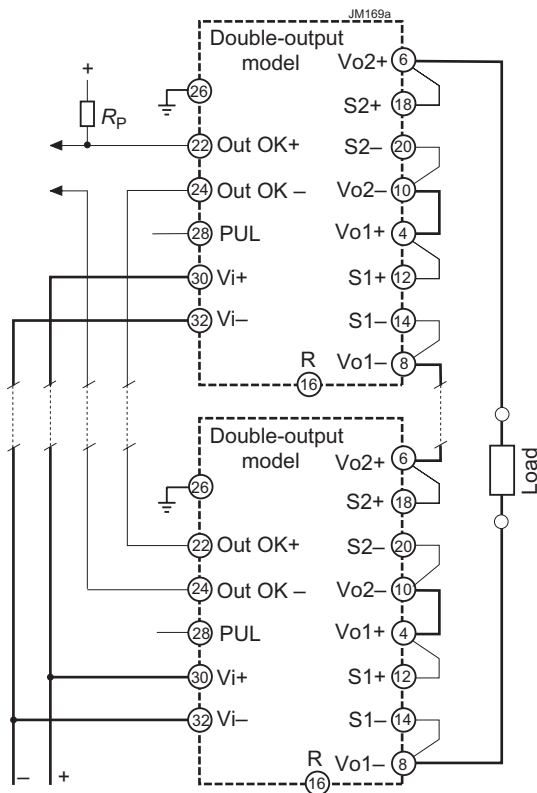 JM169a
Double-output
model
Vo2+ 6
26
S2+ 18
+
RP
22 Out OK+
S2– 20
24 Out OK –
Vo2– 10
28 PUL
Vo1+ 4
30 Vi+
S1+ 12
32 Vi–
S1– 14
R
16
Vo1– 8
Double-output
model
Vo2+ 6
26
S2+ 18
Load
22 Out OK+
S2– 20
24 Out OK –
Vo2– 10
28 PUL
Vo1+ 4
30 Vi+
S1+ 12
32 Vi–
S1– 14
R
16
Vo1– 8
– +